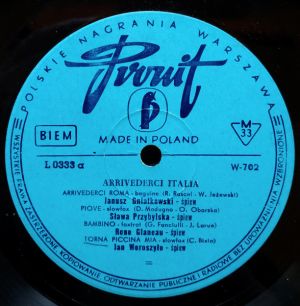 POLSKIE NAGRANIA WARSZAWA
Pronit
P
BIEM
M
33
MADE IN POLAND
L 0333 a
W-702
ARRIVEDERCI ITALIA
ARRIVEDERCI ROMA - beguine (R. Rascel - W. Jeżewski)
Janusz Gniatkowski - śpiew
PIOVE - slowfoxtrot (D. Modugno - O. Obarska)
Sława Przybylska - śpiew
BAMBINO - foxtrot (G. Fanciulli, J. Larue)
Rena Glaneau - śpiew
TORNA PICCINA MIA - slowfox (C. Bixio)
Jan Woroszyło - śpiew
WSZYSTKIE PRAWA ZASTRZEŻONE. KOPIOWANIE, ODTWARZANIE PUBLICZNE I RADIOWE BEZ UPOWAŻNIENIA WZBRONIONE